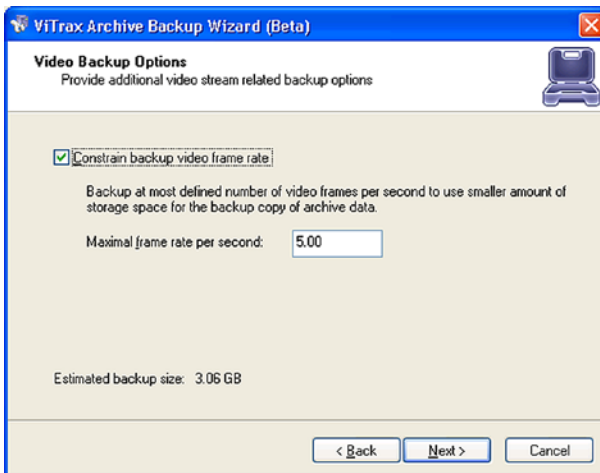 ViTrax Archive Backup Wizard (Beta)
Video Backup Options
Provide additional video stream related backup options
Constrain backup video frame rate
Backup at most defined number of video frames per second to use smaller amount of
storage space for the backup copy of archive data.
Maximal frame rate per second: 5.00
Estimated backup size: 3.06 GB
< Back Next > Cancel